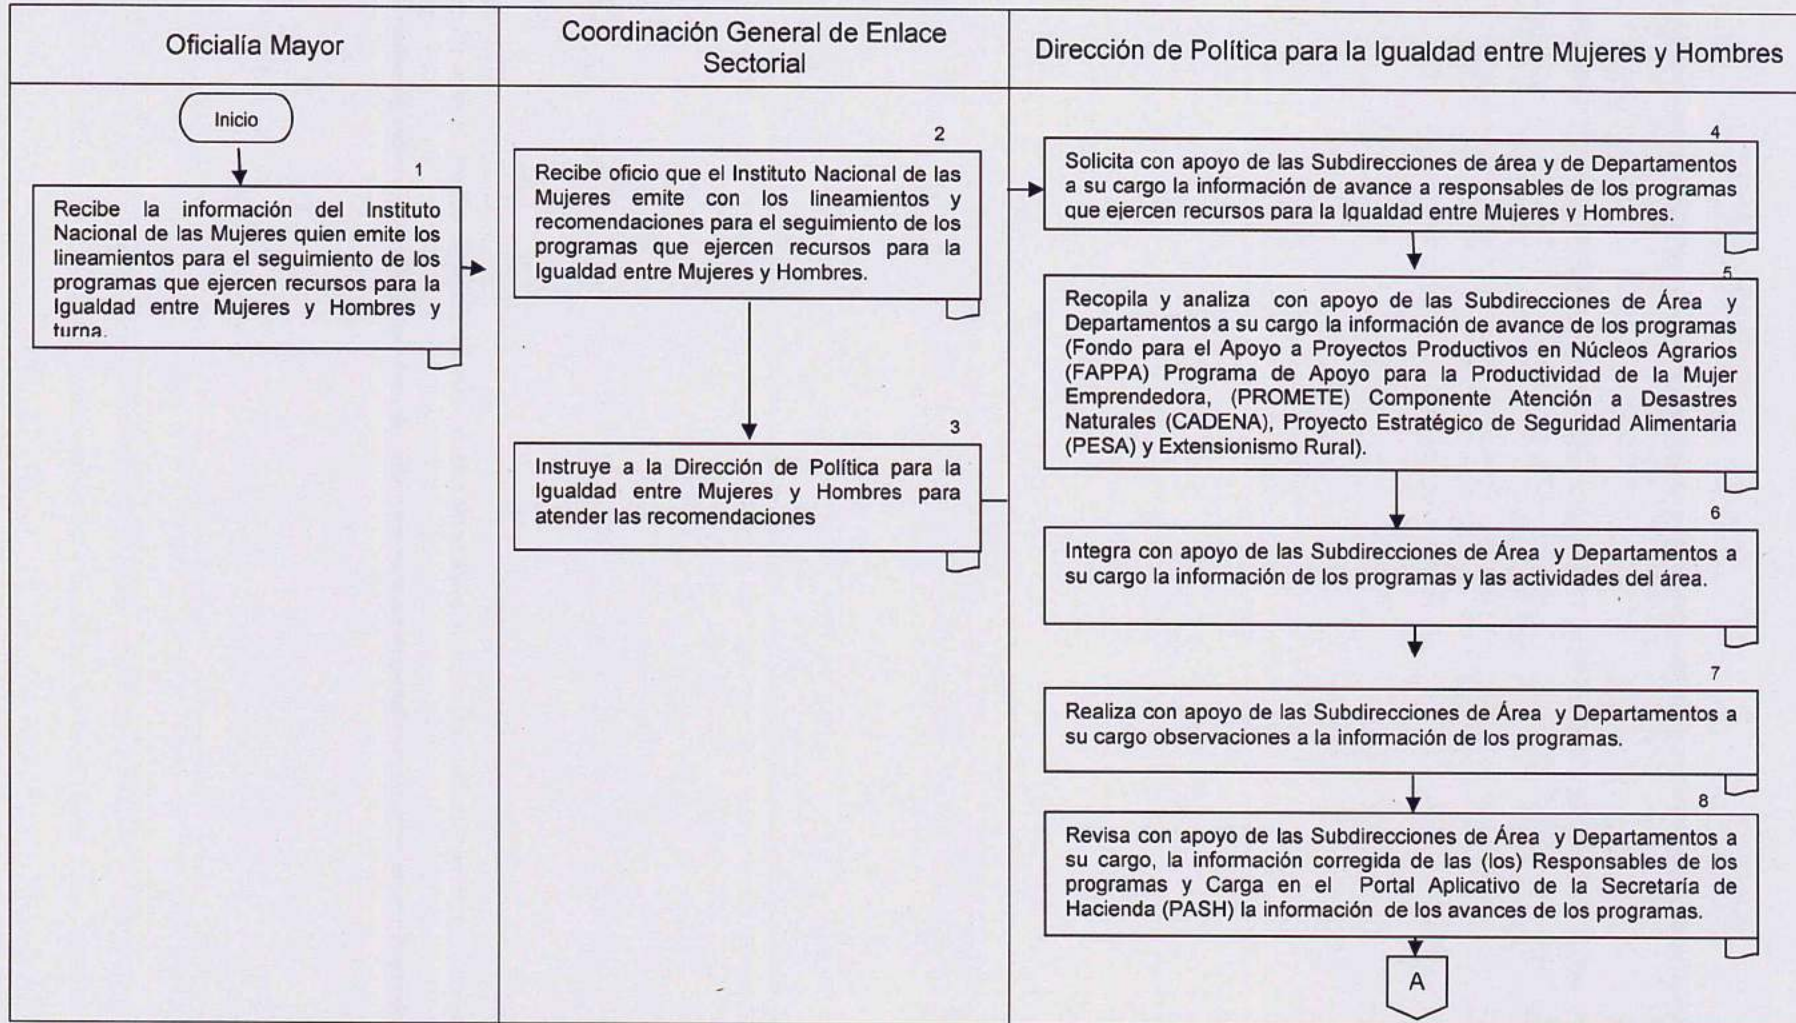 Oficialía Mayor
Coordinación General de Enlace
Sectorial
Dirección de Política para la Igualdad entre Mujeres y Hombres
Inicio
1
Recibe la información del Instituto
Nacional de las Mujeres quien emite los
lineamientos para el seguimiento de los
programas que ejercen recursos para la
Igualdad entre Mujeres y Hombres y
turna.
2
Recibe oficio que el Instituto Nacional de las
Mujeres emite con los lineamientos y
recomendaciones para el seguimiento de los
programas que ejercen recursos para la
Igualdad entre Mujeres y Hombres.
3
Instruye a la Dirección de Política para la
Igualdad entre Mujeres y Hombres para
atender las recomendaciones
4
Solicita con apoyo de las Subdirecciones de área y de Departamentos
a su cargo la información de avance a responsables de los programas
que ejercen recursos para la Igualdad entre Mujeres y Hombres.
5
Recopila y analiza con apoyo de las Subdirecciones de Área y
Departamentos a su cargo la información de avance de los programas
(Fondo para el Apoyo a Proyectos Productivos en Núcleos Agrarios
(FAPPA) Programa de Apoyo para la Productividad de la Mujer
Emprendedora, (PROMETE) Componente Atención a Desastres
Naturales (CADENA), Proyecto Estratégico de Seguridad Alimentaria
(PESA) y Extensionismo Rural).
6
Integra con apoyo de las Subdirecciones de Área y Departamentos a
su cargo la información de los programas y las actividades del área.
7
Realiza con apoyo de las Subdirecciones de Área y Departamentos a
su cargo observaciones a la información de los programas.
8
Revisa con apoyo de las Subdirecciones de Área y Departamentos a
su cargo, la información corregida de las (los) Responsables de los
programas y Carga en el Portal Aplicativo de la Secretaría de
Hacienda (PASH) la información de los avances de los programas.
A